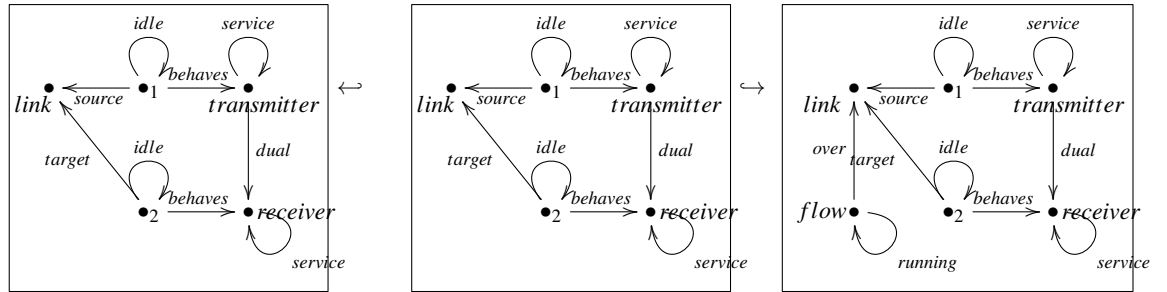 idle service
behaves
link source 1 transmitter
target idle dual
behaves
2 receiver
service
idle service
behaves
link source 1 transmitter
target idle dual
behaves
2 receiver
service
idle service
behaves
link source 1 transmitter
over target idle dual
behaves
flow 2 receiver
running service